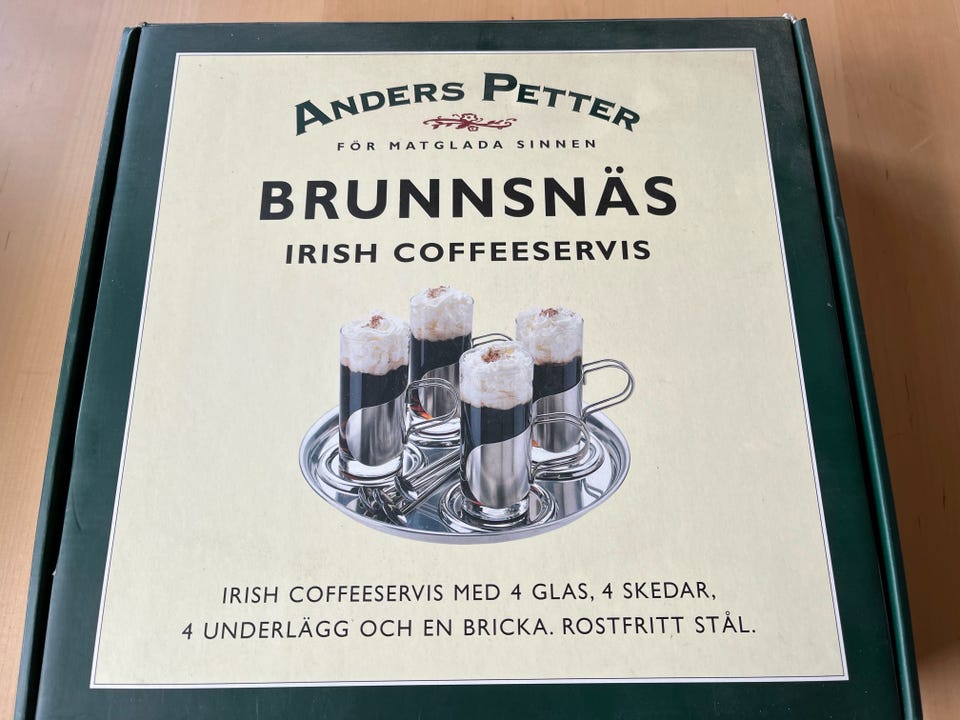 ANDERS PETTER
FÖR MATGLADA SINNEN
BRUNNSNÄS
IRISH COFFEESERVIS
IRISH COFFEESERVIS MED 4 GLAS, 4 SKEDAR,
4 UNDERLÄGG OCH EN BRICKA. ROSTFRITT STÅL.